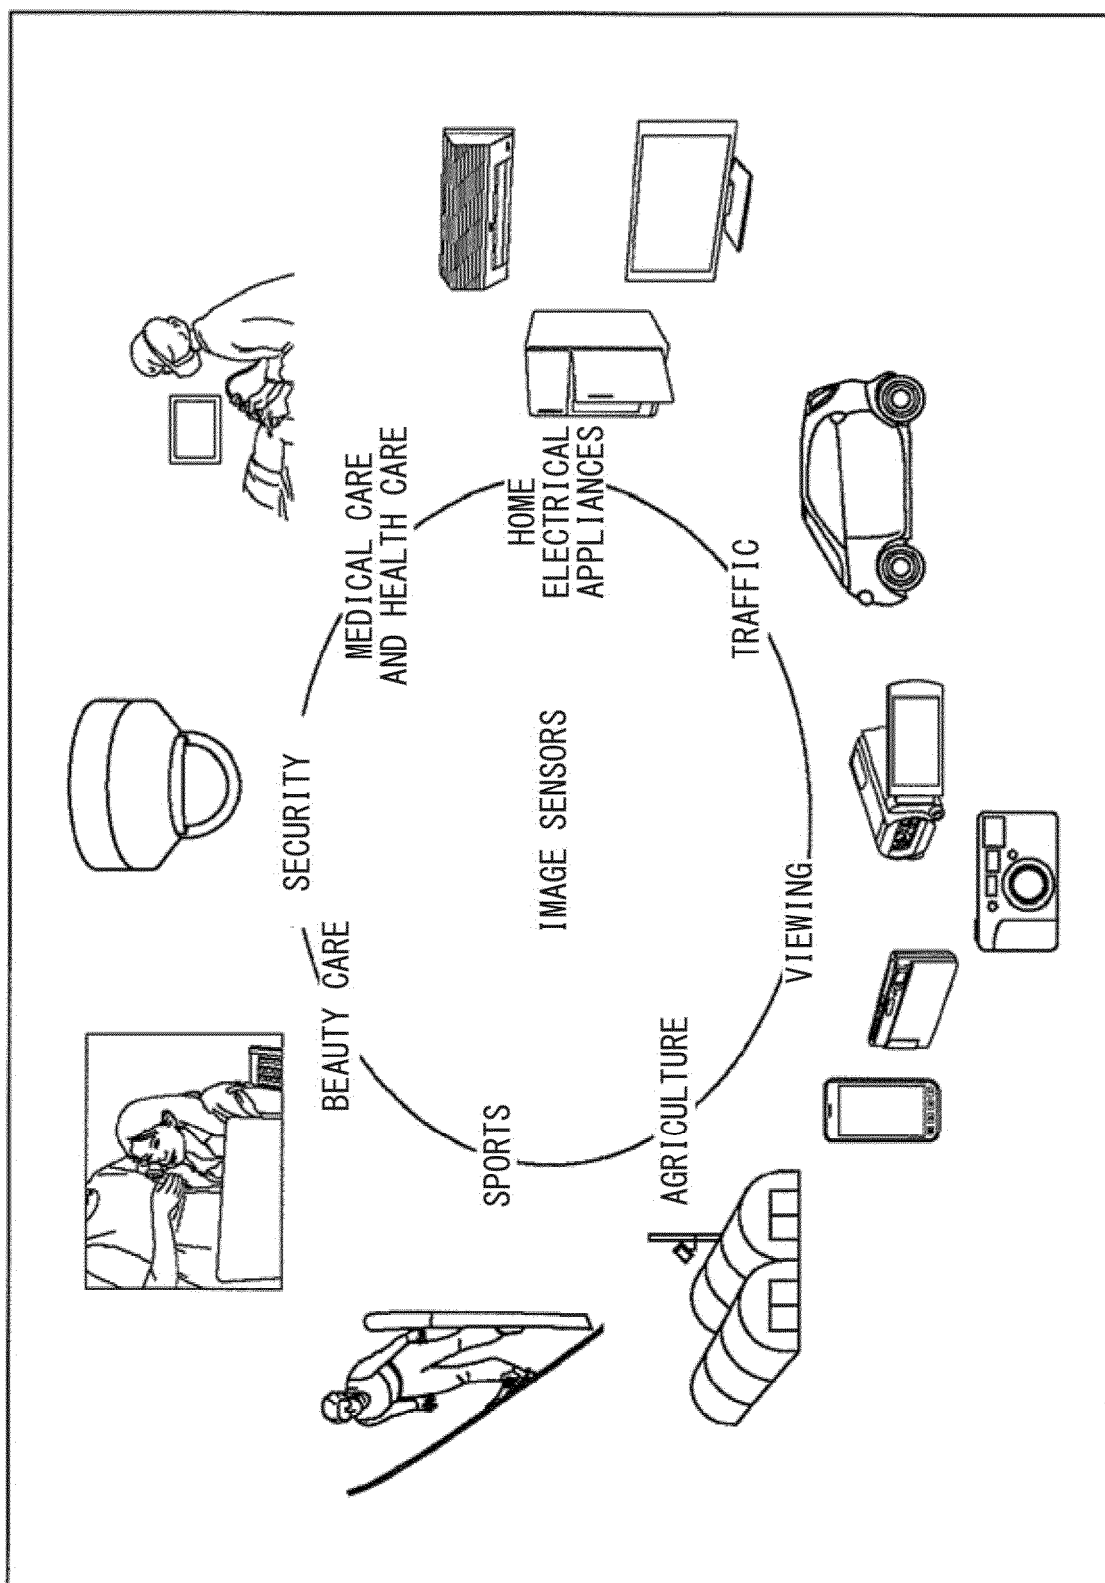 SECURITY
BEAUTY CARE
MEDICAL CARE
AND HEALTH CARE
SPORTS
IMAGE SENSORS
HOME
ELECTRICAL
APPLIANCES
AGRICULTURE
TRAFFIC
VIEWING